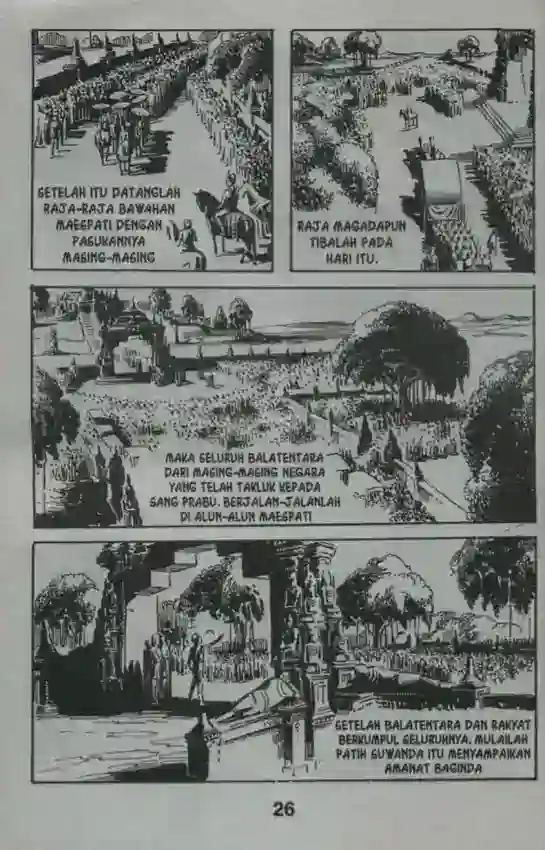 SETELAH ITU DATANGLAH
RAJA-RAJA BAWAHAN
MAESPATI DENGAN
PASUKANNYA
MASING-MASING
RAJA MAGADAPUN
TIBALAH PADA
HARI ITU.
MAKA SELURUH BALATENTARA
DARI MASING-MASING NEGARA
YANG TELAH TAKLUK KEPADA
SANG PRABU. BERJALAN-JALANLAH
DI ALUN-ALUN MAESPATI
SETELAH BALATENTARA DAN RAKYAT
BERKUMPUL SELURUHNYA. MULAILAH
PATIH SUWANDA ITU MENYAMPAIKAN
AMANAT BAGINDA
26